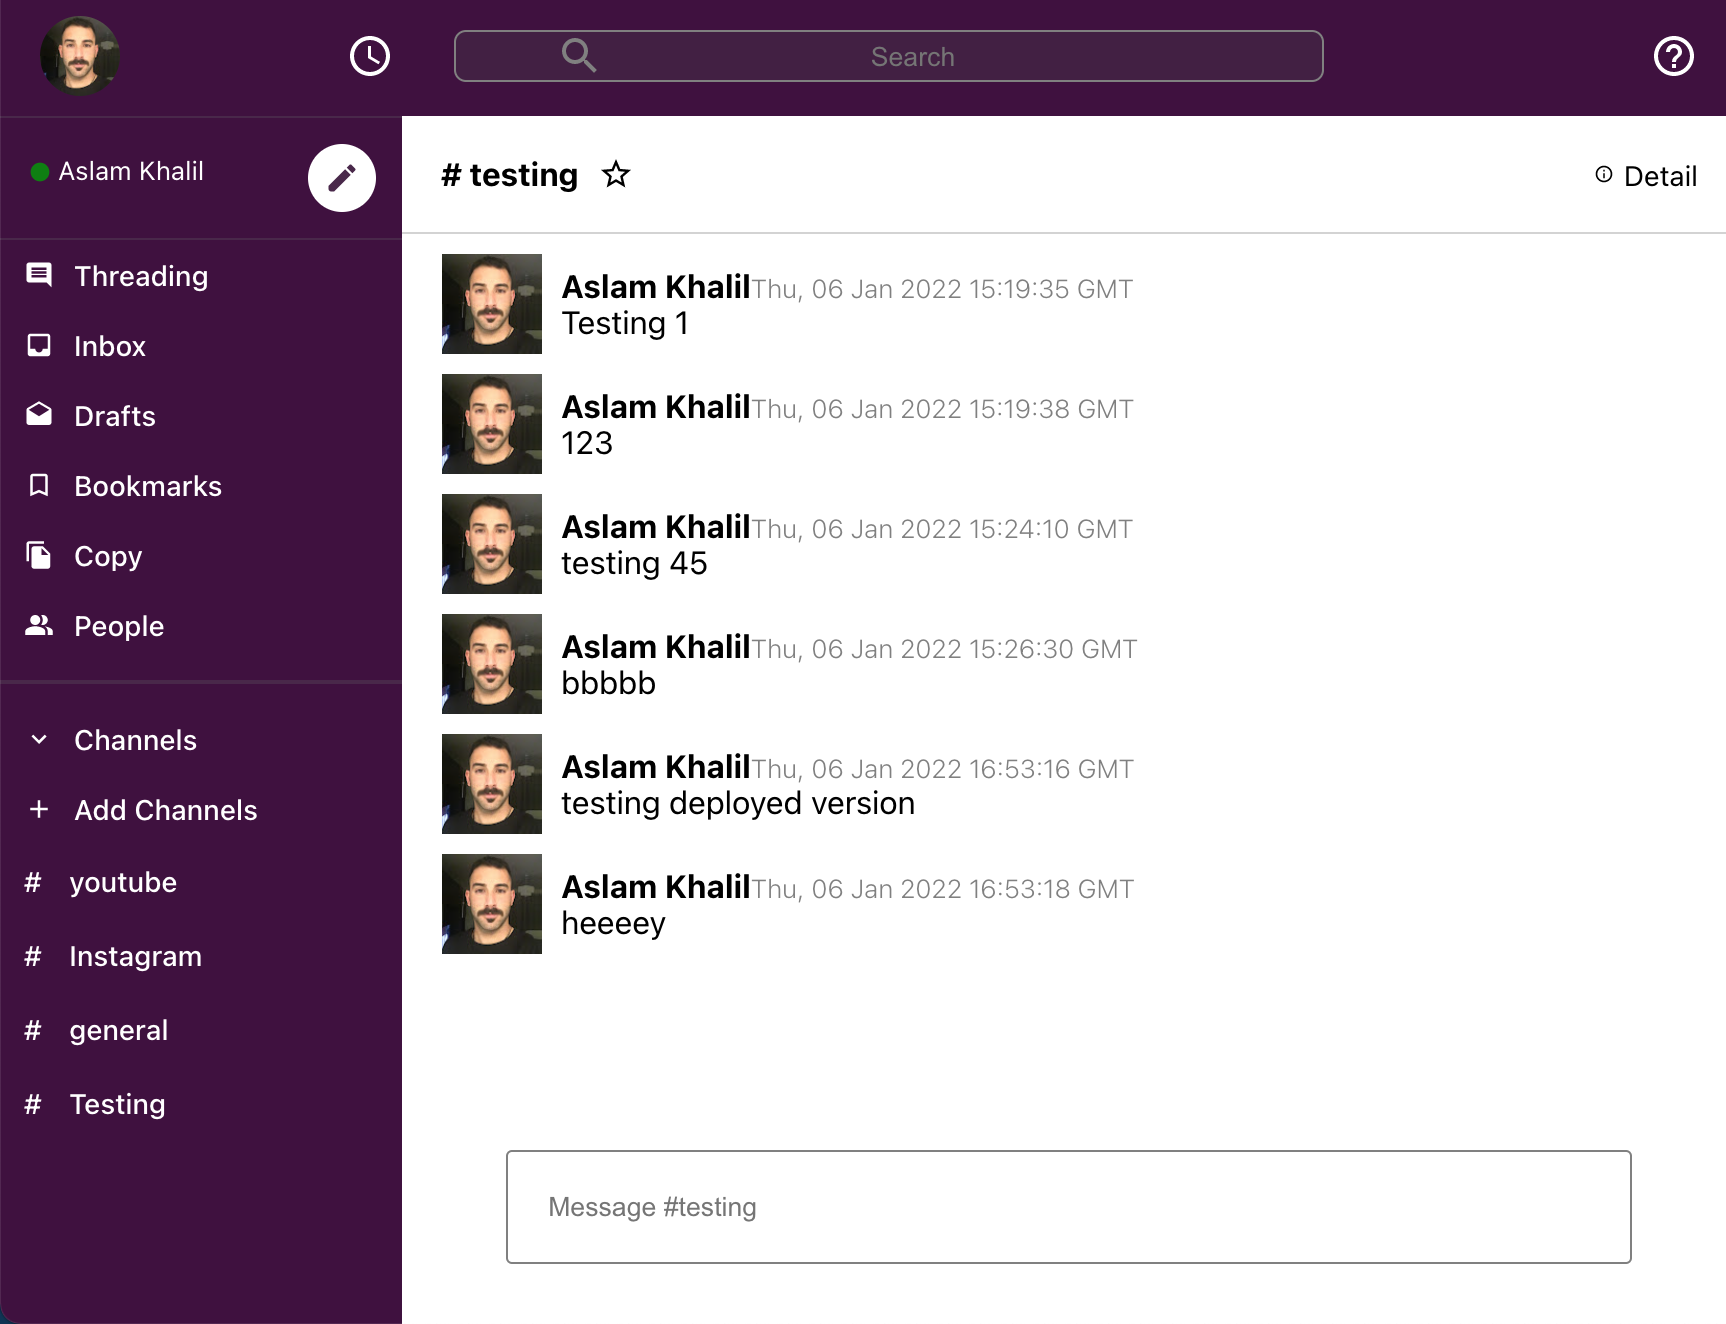 Search
Aslam Khalil
Threading
Inbox
Drafts
Bookmarks
Copy
People
Channels
+ Add Channels
# youtube
# Instagram
# general
# Testing
# testing
Detail
Aslam KhalilThu, 06 Jan 2022 15:19:35 GMT
Testing 1
Aslam KhalilThu, 06 Jan 2022 15:19:38 GMT
123
Aslam KhalilThu, 06 Jan 2022 15:24:10 GMT
testing 45
Aslam KhalilThu, 06 Jan 2022 15:26:30 GMT
bbbbb
Aslam KhalilThu, 06 Jan 2022 16:53:16 GMT
testing deployed version
Aslam KhalilThu, 06 Jan 2022 16:53:18 GMT
heeeey
Message #testing